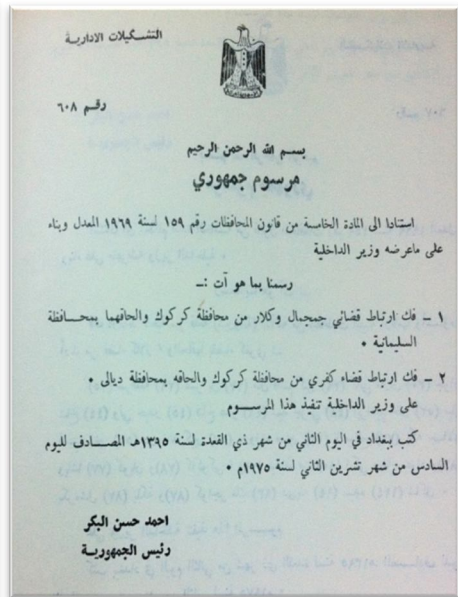 التشكيلات الادارية
رقم ٦٠٨
بسم الله الرحمن الرحيم
مرسوم جمهوري
استنادا الى المادة الخامسة من قانون المحافظات رقم ١٥٩ لسنة ١٩٦٩ المعدل وبناء
على ماعرضه وزير الداخلية
رسمنا بما هو آت :ـ
١ ـ فك ارتباط قضائي جمجمال وكلار من محافظة كركوك والحاقهما بمحافظة
السليمانية •
٢ ـ فك ارتباط قضاء كفري من محافظة كركوك والحاقه بمحافظة ديالى •
على وزير الداخلية تنفيذ هذا المرسوم
كتب ببغداد في اليوم الثاني من شهر ذي القعدة لسنة ١٣٩٥هـ المصادف لليوم
السادس من شهر تشرين الثاني لسنة ١٩٧٥م •
احمد حسن البكر
رئيس الجمهورية